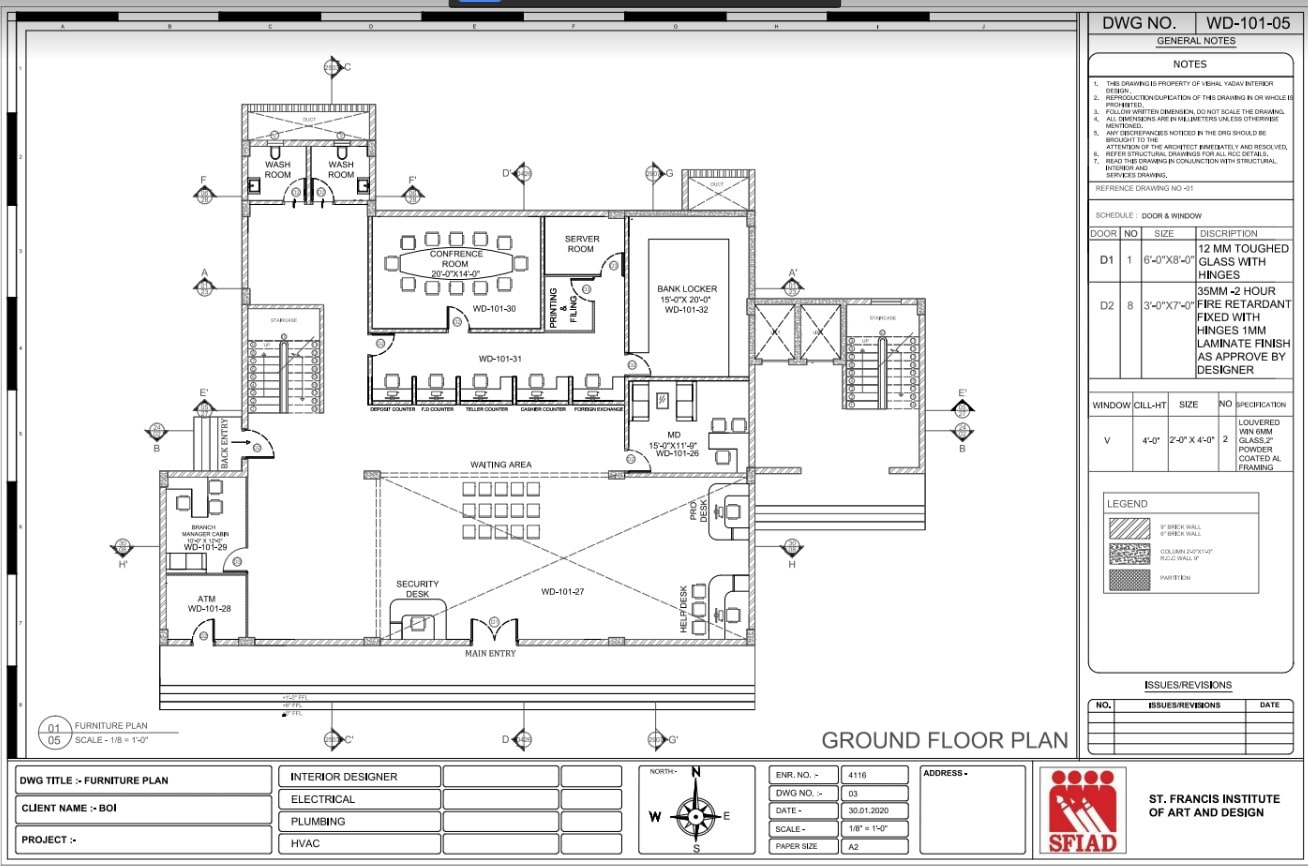 A B C D E F G H I J
1
2
3
4
5
6
7
8
C
DUCT
WASH
ROOM
WASH
ROOM
F
F'
D'
G
DUCT
CONFRENCE
ROOM
20'-0"X14'-0"
WD-101-30
SERVER
ROOM
PRINTING
&
FILING
BANK LOCKER
15'-0"X 20'-0"
WD-101-32
A
A'
STAIRCASE
UP
STAIRCASE
UP
WD-101-31
DEPOSIT COUNTER
F.D COUNTER
TELLER COUNTER
CASHIER COUNTER
FOREIGN EXCHANGE
MD
15'-0"X11'-9"
WD-101-26
E'
B
E'
B
BACK ENTRY
WAITING AREA
BRANCH
MANAGER CABIN
10'-0" X 12'-0"
WD-101-29
PRO
DESK
H'
H
ATM
WD-101-28
SECURITY
DESK
WD-101-27
HELP DESK
D1
MAIN ENTRY
C'
D
G'
01
05
FURNITURE PLAN
SCALE - 1/8 = 1'-0"
GROUND FLOOR PLAN
DWG NO. WD-101-05
GENERAL NOTES
NOTES
1. THIS DRAWING IS PROPERTY OF VISHAL YADAV INTERIOR
DESIGN.
2. REPRODUCTION/DUPICATION OF THIS DRAWING IN OR WHOLE IS
PROHIBITED.
3. FOLLOW WRITTEN DIMENSION, DO NOT SCALE THE DRAWING.
4. ALL DIMENSIONS ARE IN MILLIMETERS UNLESS OTHERWISE
MENTIONED.
5. ANY DISCREPANCIES NOTICED IN THE DRG SHOULD BE
BROUGHT TO THE
ATTENTION OF THE ARCHITECT IMMEDIATELY AND RESOLVED,
6. REFER STRUCTURAL DRAWINGS FOR ALL RCC DETAILS.
7. READ THIS DRAWING IN CONJUNCTION WITH STRUCTURAL,
INTERIOR AND
SERVICES DRAWING.
REFRENCE DRAWING NO -01
SCHEDULE : DOOR & WINDOW
DOOR NO SIZE DISCRIPTION
D1 1 6'-0"X8'-0" 12 MM TOUGHED
GLASS WITH
HINGES
D2 8 3'-0"X7'-0" 35MM -2 HOUR
FIRE RETARDANT
FIXED WITH
HINGES 1MM
LAMINATE FINISH
AS APPROVE BY
DESIGNER
WINDOW CILL-HT SIZE NO SPECIFICATION
V 4'-0" 2'-0" X 4'-0" 2 LOUVERED
WIN 6MM
GLASS,2"
POWDER
COATED AL
FRAMING
LEGEND
9" BRICK WALL
6" BRICK WALL
COLUMN 2'-0"X1'-0"
R.C.C WALL 9"
PARTITION
ISSUES/REVISIONS
NO. ISSUES/REVISIONS DATE
DWG TITLE :- FURNITURE PLAN
CLIENT NAME :- BOI
PROJECT :-
INTERIOR DESIGNER
ELECTRICAL
PLUMBING
HVAC
NORTH:-
N
W
E
S
ENR. NO. :- 4116
DWG NO. :- 03
DATE - 30.01.2020
SCALE - 1/8" = 1'-0"
PAPER SIZE A2
ADDRESS -
SFIAD
ST. FRANCIS INSTITUTE
OF ART AND DESIGN